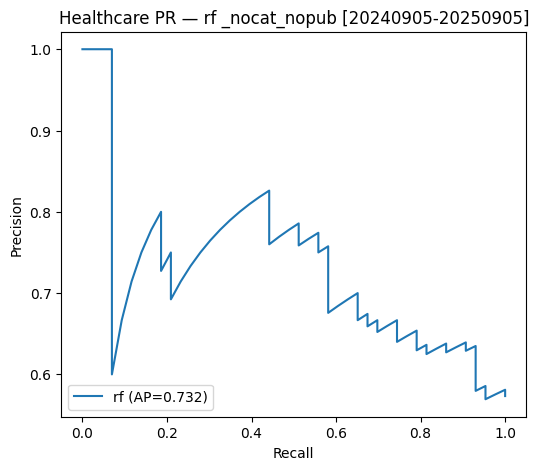 Healthcare PR — rf _nocat_nopub [20240905-20250905]
1.0
0.9
0.8
0.7
0.6
Precision
rf (AP=0.732)
0.0 0.2 0.4 0.6 0.8 1.0
Recall